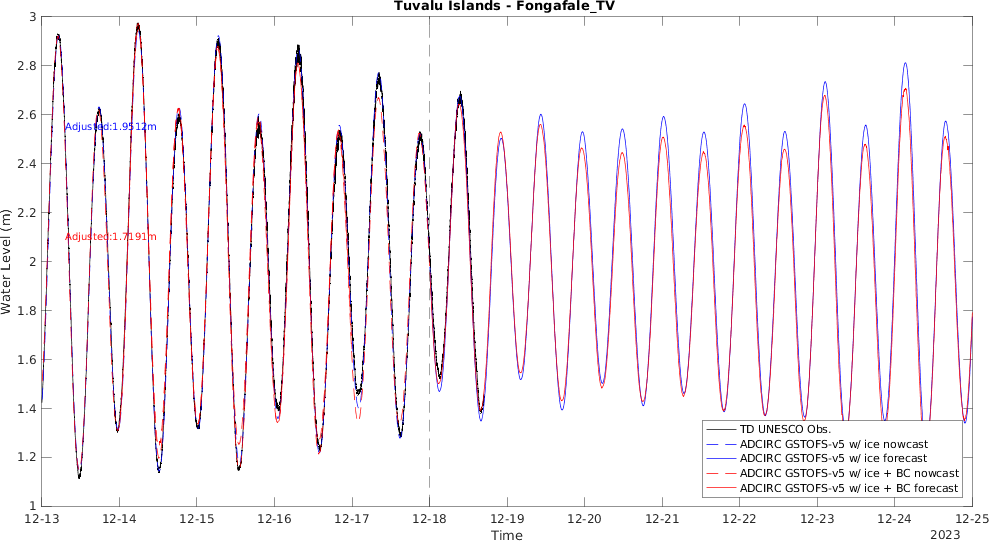 Tuvalu Islands - Fongafale_TV
3
2.8
2.6
2.4
2.2
2
1.8
1.6
1.4
1.2
1
Water Level (m)
Adjusted:1.9512m
Adjusted:1.7191m
TD UNESCO Obs.
ADCIRC GSTOFS-v5 w/ ice nowcast
ADCIRC GSTOFS-v5 w/ ice forecast
ADCIRC GSTOFS-v5 w/ ice + BC nowcast
ADCIRC GSTOFS-v5 w/ ice + BC forecast
12-13 12-14 12-15 12-16 12-17 12-18 12-19 12-20 12-21 12-22 12-23 12-24 12-25
Time
2023